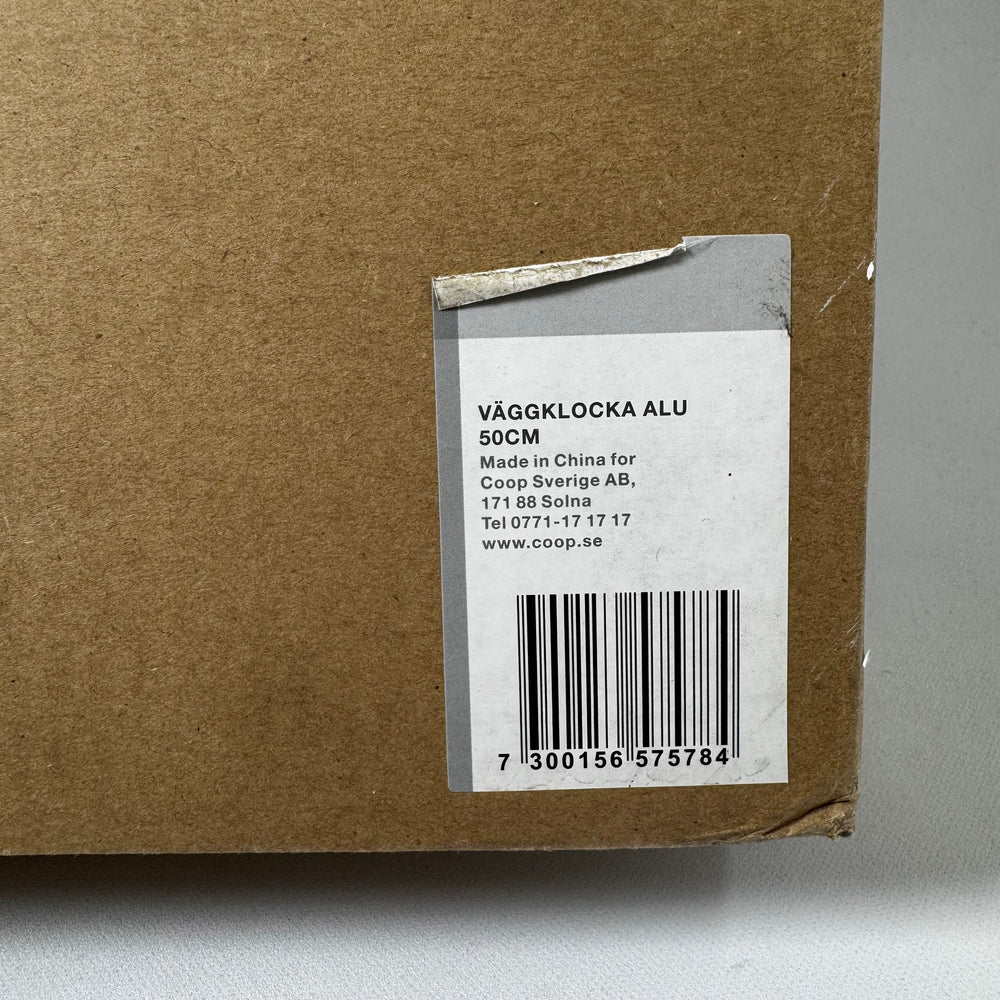 VÄGGKLOCKA ALU
50CM
Made in China for
Coop Sverige AB,
171 88 Solna
Tel 0771-17 17 17
www.coop.se
7 300156 575784